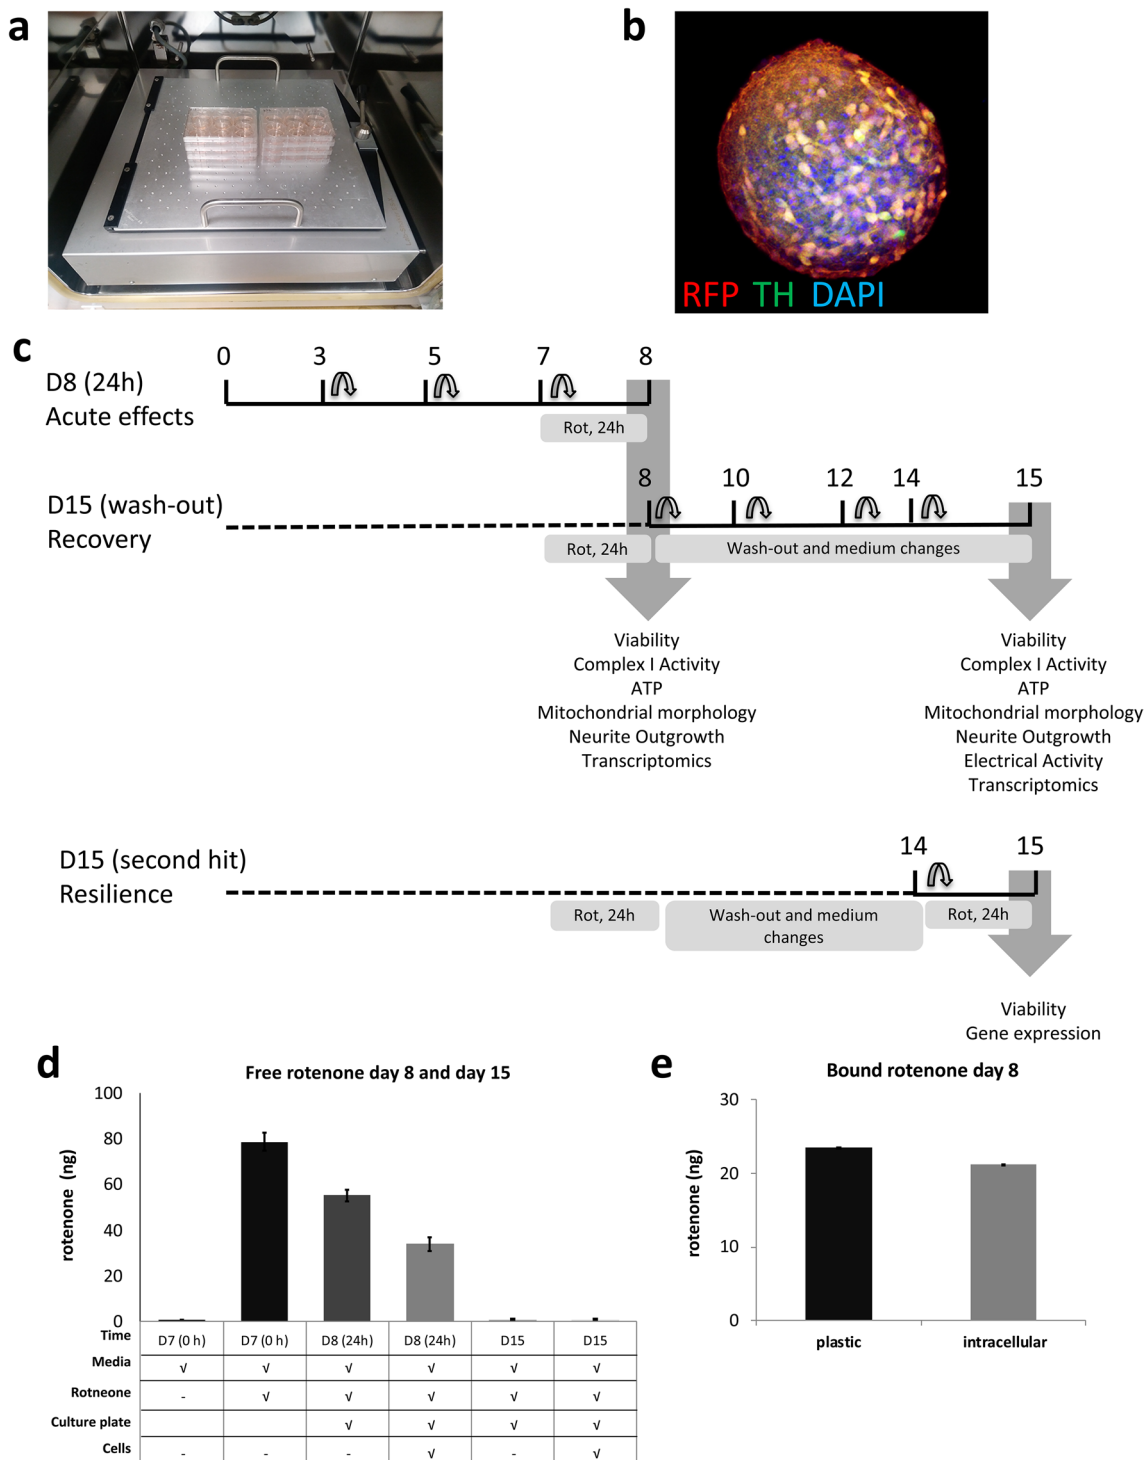 a
b
RFP TH DAPI
c
0 3 5 7 8
D8 (24h)
Acute effects
Rot, 24h
8 10 12 14 15
D15 (wash-out)
Recovery
Rot, 24h
Wash-out and medium changes
Viability
Complex I Activity
ATP
Mitochondrial morphology
Neurite Outgrowth
Transcriptomics
Viability
Complex I Activity
ATP
Mitochondrial morphology
Neurite Outgrowth
Electrical Activity
Transcriptomics
14 15
D15 (second hit)
Resilience
Rot, 24h
Wash-out and medium
changes
Rot, 24h
Viability
Gene expression
d
Free rotenone day 8 and day 15
rotenone (ng)
100
80
60
40
20
0
Time D7 (0 h) D7 (0 h) D8 (24h) D8 (24h) D15 D15
Media √ √ √ √ √ √
Rotneone - √ √ √ √ √
Culture plate √ √ √ √
Cells - - - √ - √
e
Bound rotenone day 8
rotenone (ng)
30
20
10
0
plastic intracellular